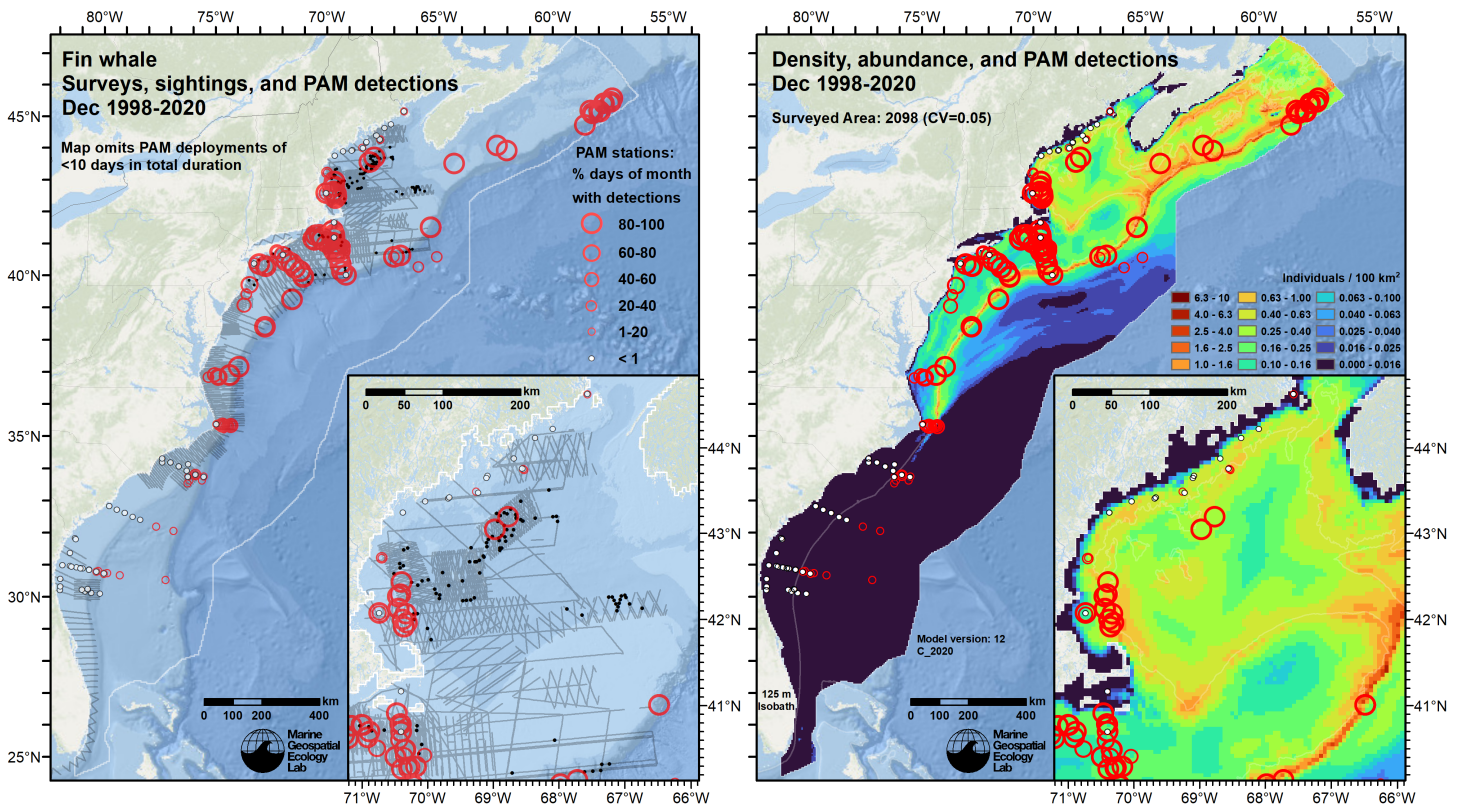 80°W 75°W 70°W 65°W 60°W 55°W
Fin whale
Surveys, sightings, and PAM detections
Dec 1998-2020
Map omits PAM deployments of
<10 days in total duration
PAM stations:
% days of month
with detections
80-100
60-80
40-60
20-40
1-20
< 1
45°N
40°N
35°N
30°N
25°N
km
0 50 100 200
km
0 100 200 400
Marine
Geospatial
Ecology
Lab
44°N
43°N
42°N
41°N
71°W 70°W 69°W 68°W 67°W 66°W
80°W 75°W 70°W 65°W 60°W 55°W
Density, abundance, and PAM detections
Dec 1998-2020
Surveyed Area: 2098 (CV=0.05)
Individuals / 100 km²
6.3 - 10 0.63 - 1.00 0.063 - 0.100
4.0 - 6.3 0.40 - 0.63 0.040 - 0.063
2.5 - 4.0 0.25 - 0.40 0.025 - 0.040
1.6 - 2.5 0.16 - 0.25 0.016 - 0.025
1.0 - 1.6 0.10 - 0.16 0.000 - 0.016
km
0 50 100 200
Model version: 12
C_2020
125 m
Isobath
km
0 100 200 400
Marine
Geospatial
Ecology
Lab
44°N
43°N
42°N
41°N
71°W 70°W 69°W 68°W 67°W 66°W